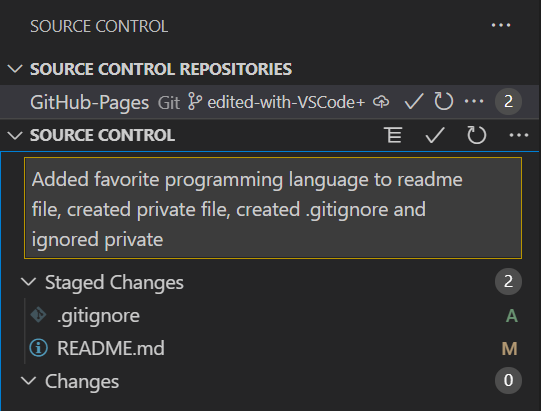 SOURCE CONTROL
SOURCE CONTROL REPOSITORIES
GitHub-Pages Git edited-with-VSCode+ 2
SOURCE CONTROL
Added favorite programming language to readme
file, created private file, created .gitignore and
ignored private
Staged Changes 2
.gitignore A
README.md M
Changes 0